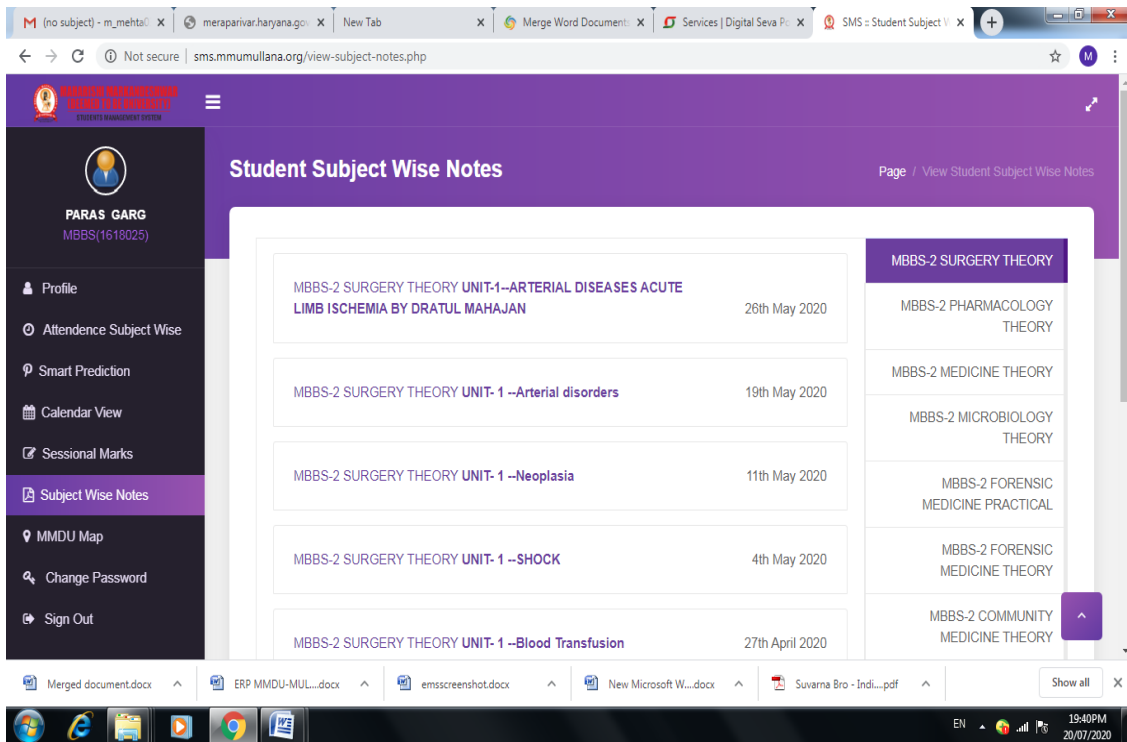 (no subject) - m_mehta
meraparivar.haryana.gov
New Tab
Merge Word Documents
Services | Digital Seva Po
SMS :: Student Subject
Not secure | sms.mmumullana.org/view-subject-notes.php
M
STUDENTS MANAGEMENT SYSTEM
PARAS GARG
MBBS(1618025)
Profile
Attendence Subject Wise
Smart Prediction
Calendar View
Sessional Marks
Subject Wise Notes
MMDU Map
Change Password
Sign Out
Student Subject Wise Notes
Page / View Student Subject Wise Notes
MBBS-2 SURGERY THEORY UNIT-1--ARTERIAL DISEASES ACUTE
LIMB ISCHEMIA BY DRATUL MAHAJAN
26th May 2020
MBBS-2 SURGERY THEORY UNIT- 1 --Arterial disorders
19th May 2020
MBBS-2 SURGERY THEORY UNIT- 1 --Neoplasia
11th May 2020
MBBS-2 SURGERY THEORY UNIT- 1 --SHOCK
4th May 2020
MBBS-2 SURGERY THEORY UNIT- 1 --Blood Transfusion
27th April 2020
MBBS-2 SURGERY THEORY
MBBS-2 PHARMACOLOGY
THEORY
MBBS-2 MEDICINE THEORY
MBBS-2 MICROBIOLOGY
THEORY
MBBS-2 FORENSIC
MEDICINE PRACTICAL
MBBS-2 FORENSIC
MEDICINE THEORY
MBBS-2 COMMUNITY
MEDICINE THEORY
Merged document.docx
ERP MMDU-MUL....docx
emsscreenshot.docx
New Microsoft W....docx
Suvarna Bro - Indi....pdf
Show all
EN
19:40PM
20/07/2020